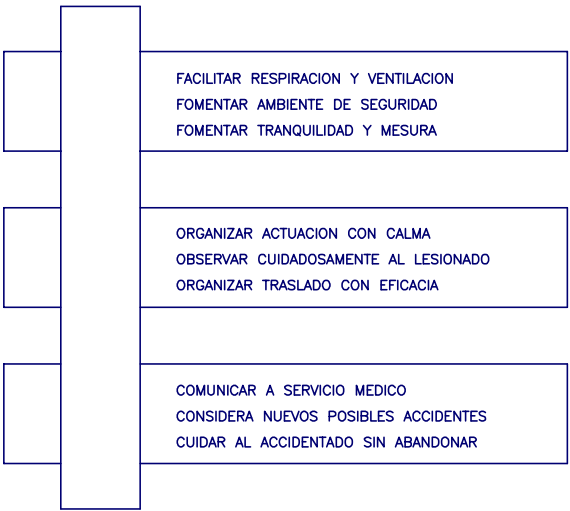 FACILITAR RESPIRACION Y VENTILACION
FOMENTAR AMBIENTE DE SEGURIDAD
FOMENTAR TRANQUILIDAD Y MESURA
ORGANIZAR ACTUACION CON CALMA
OBSERVAR CUIDADOSAMENTE AL LESIONADO
ORGANIZAR TRASLADO CON EFICACIA
COMUNICAR A SERVICIO MEDICO
CONSIDERA NUEVOS POSIBLES ACCIDENTES
CUIDAR AL ACCIDENTADO SIN ABANDONAR